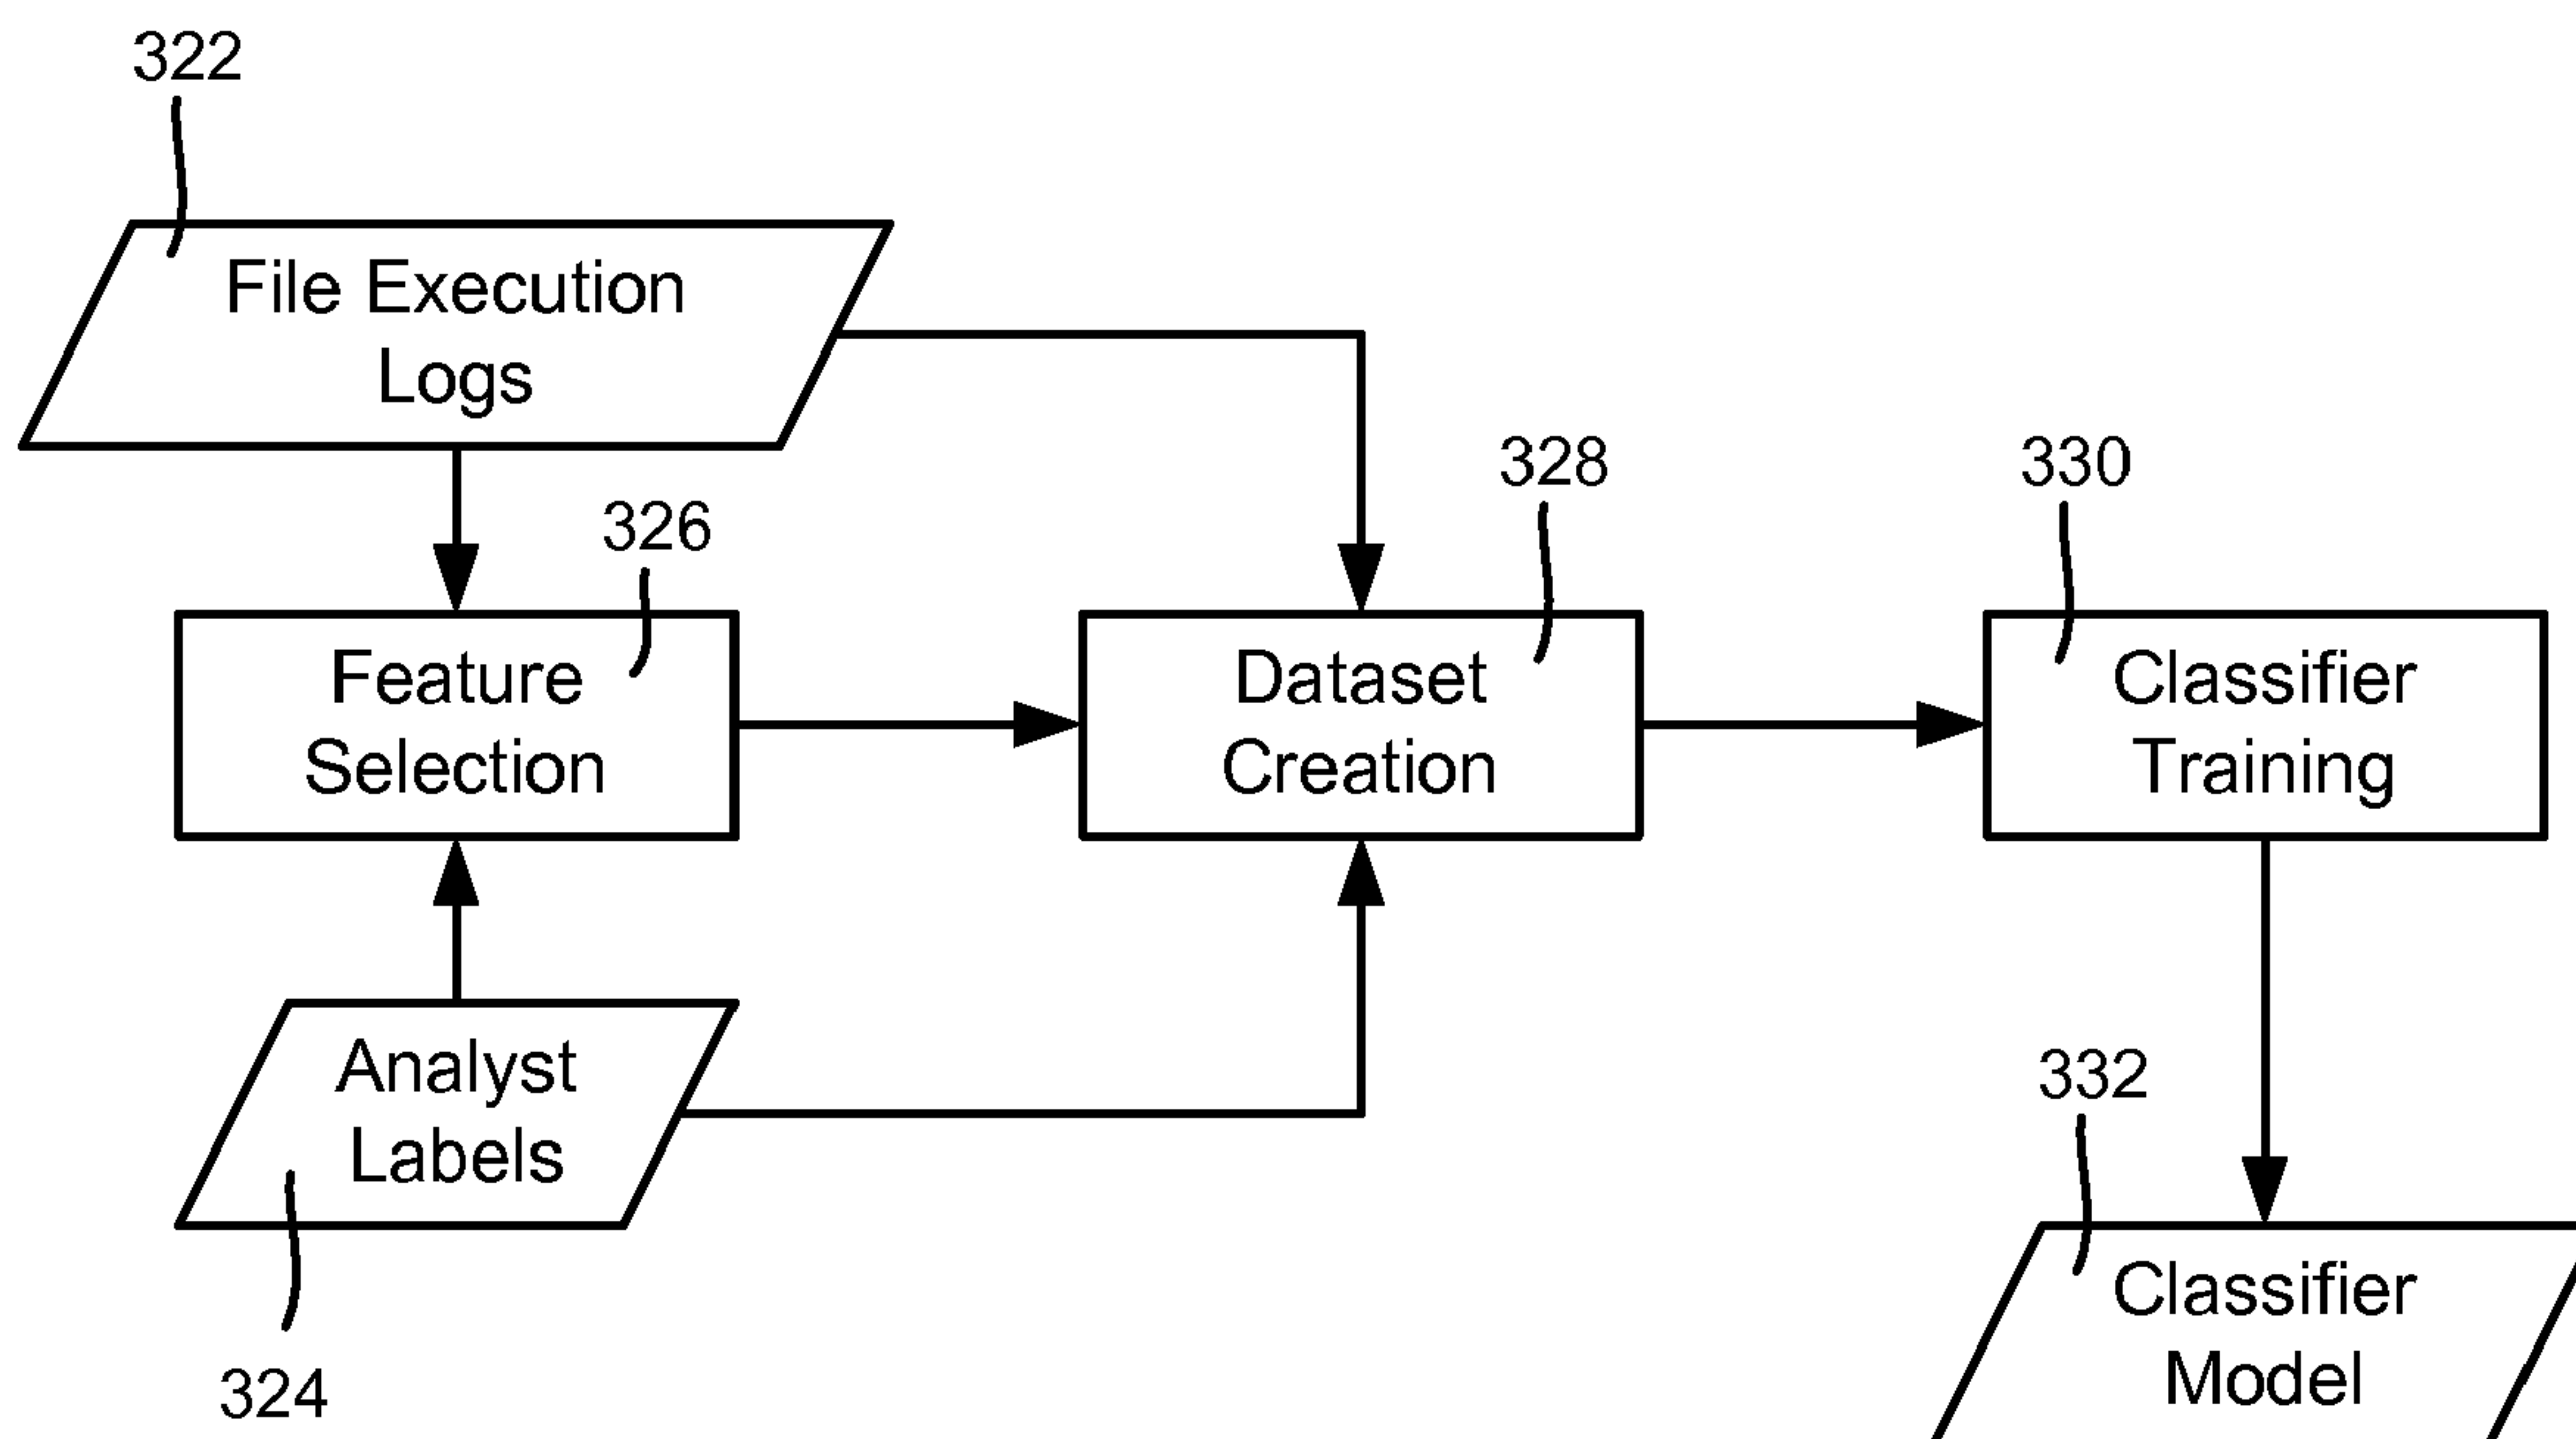 322
File Execution
Logs
326
328
330
Feature
Selection
Dataset
Creation
Classifier
Training
Analyst
Labels
324
332
Classifier
Model